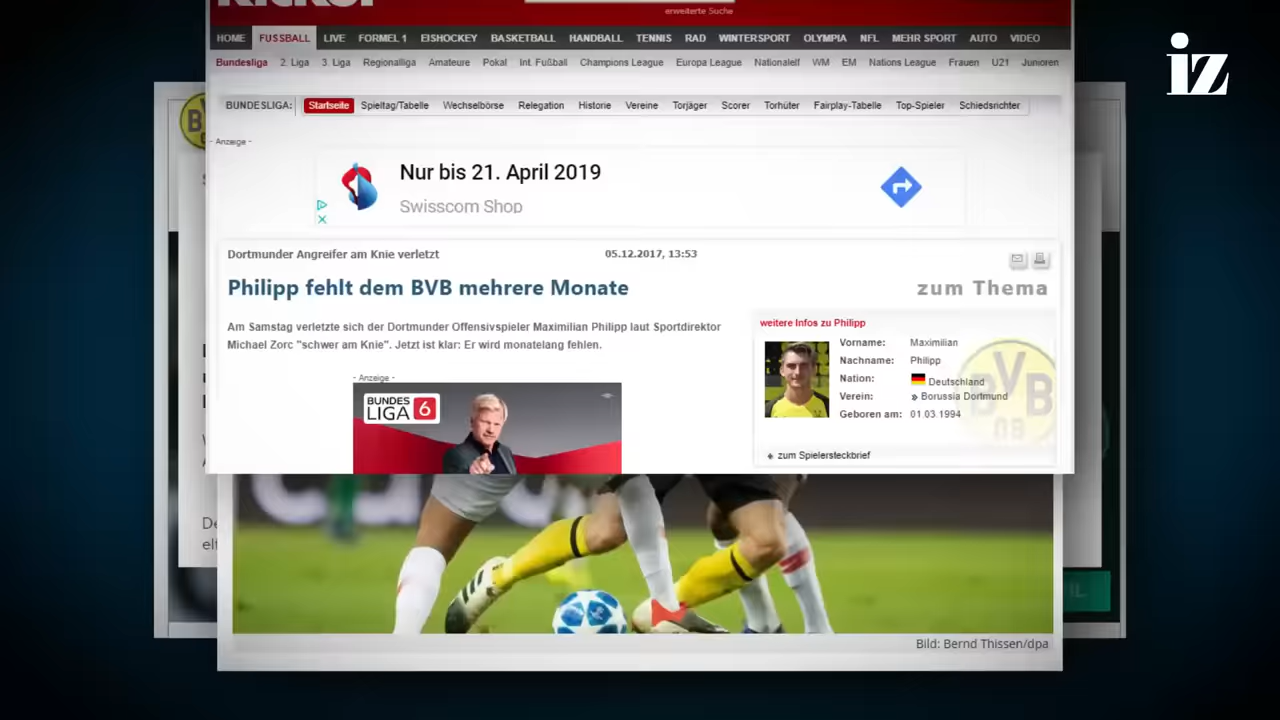 kicker
erweiterte Suche
iz
HOME FUSSBALL LIVE FORMEL 1 EISHOCKEY BASKETBALL HANDBALL TENNIS RAD WINTERSPORT OLYMPIA NFL MEHR SPORT AUTO VIDEO
Bundesliga 2. Liga 3. Liga Regionalliga Amateure Pokal Int. Fußball Champions League Europa League Nationalelf WM EM Nations League Frauen U21 Junioren
BUNDESLIGA: Startseite Spieltag/Tabelle Wechselbörse Relegation Historie Vereine Torjäger Scorer Torhüter Fairplay-Tabelle Top-Spieler Schiedsrichter
- Anzeige -
Nur bis 21. April 2019
Swisscom Shop
Dortmunder Angreifer am Knie verletzt 05.12.2017, 13:53
Philipp fehlt dem BVB mehrere Monate
zum Thema
Am Samstag verletzte sich der Dortmunder Offensivspieler Maximilian Philipp laut Sportdirektor
Michael Zorc "schwer am Knie". Jetzt ist klar: Er wird monatelang fehlen.
weitere Infos zu Philipp
Vorname: Maximilian
Nachname: Philipp
Nation: Deutschland
Verein: Borussia Dortmund
Geboren am: 01.03.1994
BVB
09
zum Spielersteckbrief
- Anzeige -
BUNDES
LIGA 6
Bild: Bernd Thissen/dpa